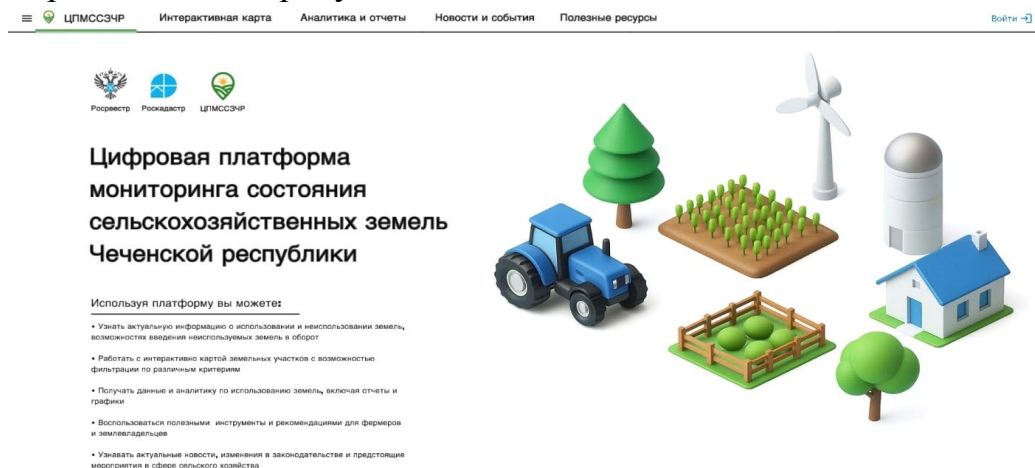 ЦПМССЗЧР Интерактивная карта Аналитика и отчеты Новости и события Полезные ресурсы Войти
Росреестр Роскадастр ЦПМССЗЧР
Цифровая платформа
мониторинга состояния
сельскохозяйственных земель
Чеченской республики
Используя платформу вы можете:
• Узнать актуальную информацию о использовании и неиспользовании земель,
возможностях введения неиспользуемых земель в оборот
• Работать с интерактивно картой земельных участков с возможностью
фильтрации по различным критериям
• Получать данные и аналитику по использованию земель, включая отчеты и
графики
• Воспользоваться полезными инструменты и рекомендациями для фермеров
и землевладельцев
• Узнавать актуальные новости, изменения в законодательстве и предстоящие
мероприятия в сфере сельского хозяйства